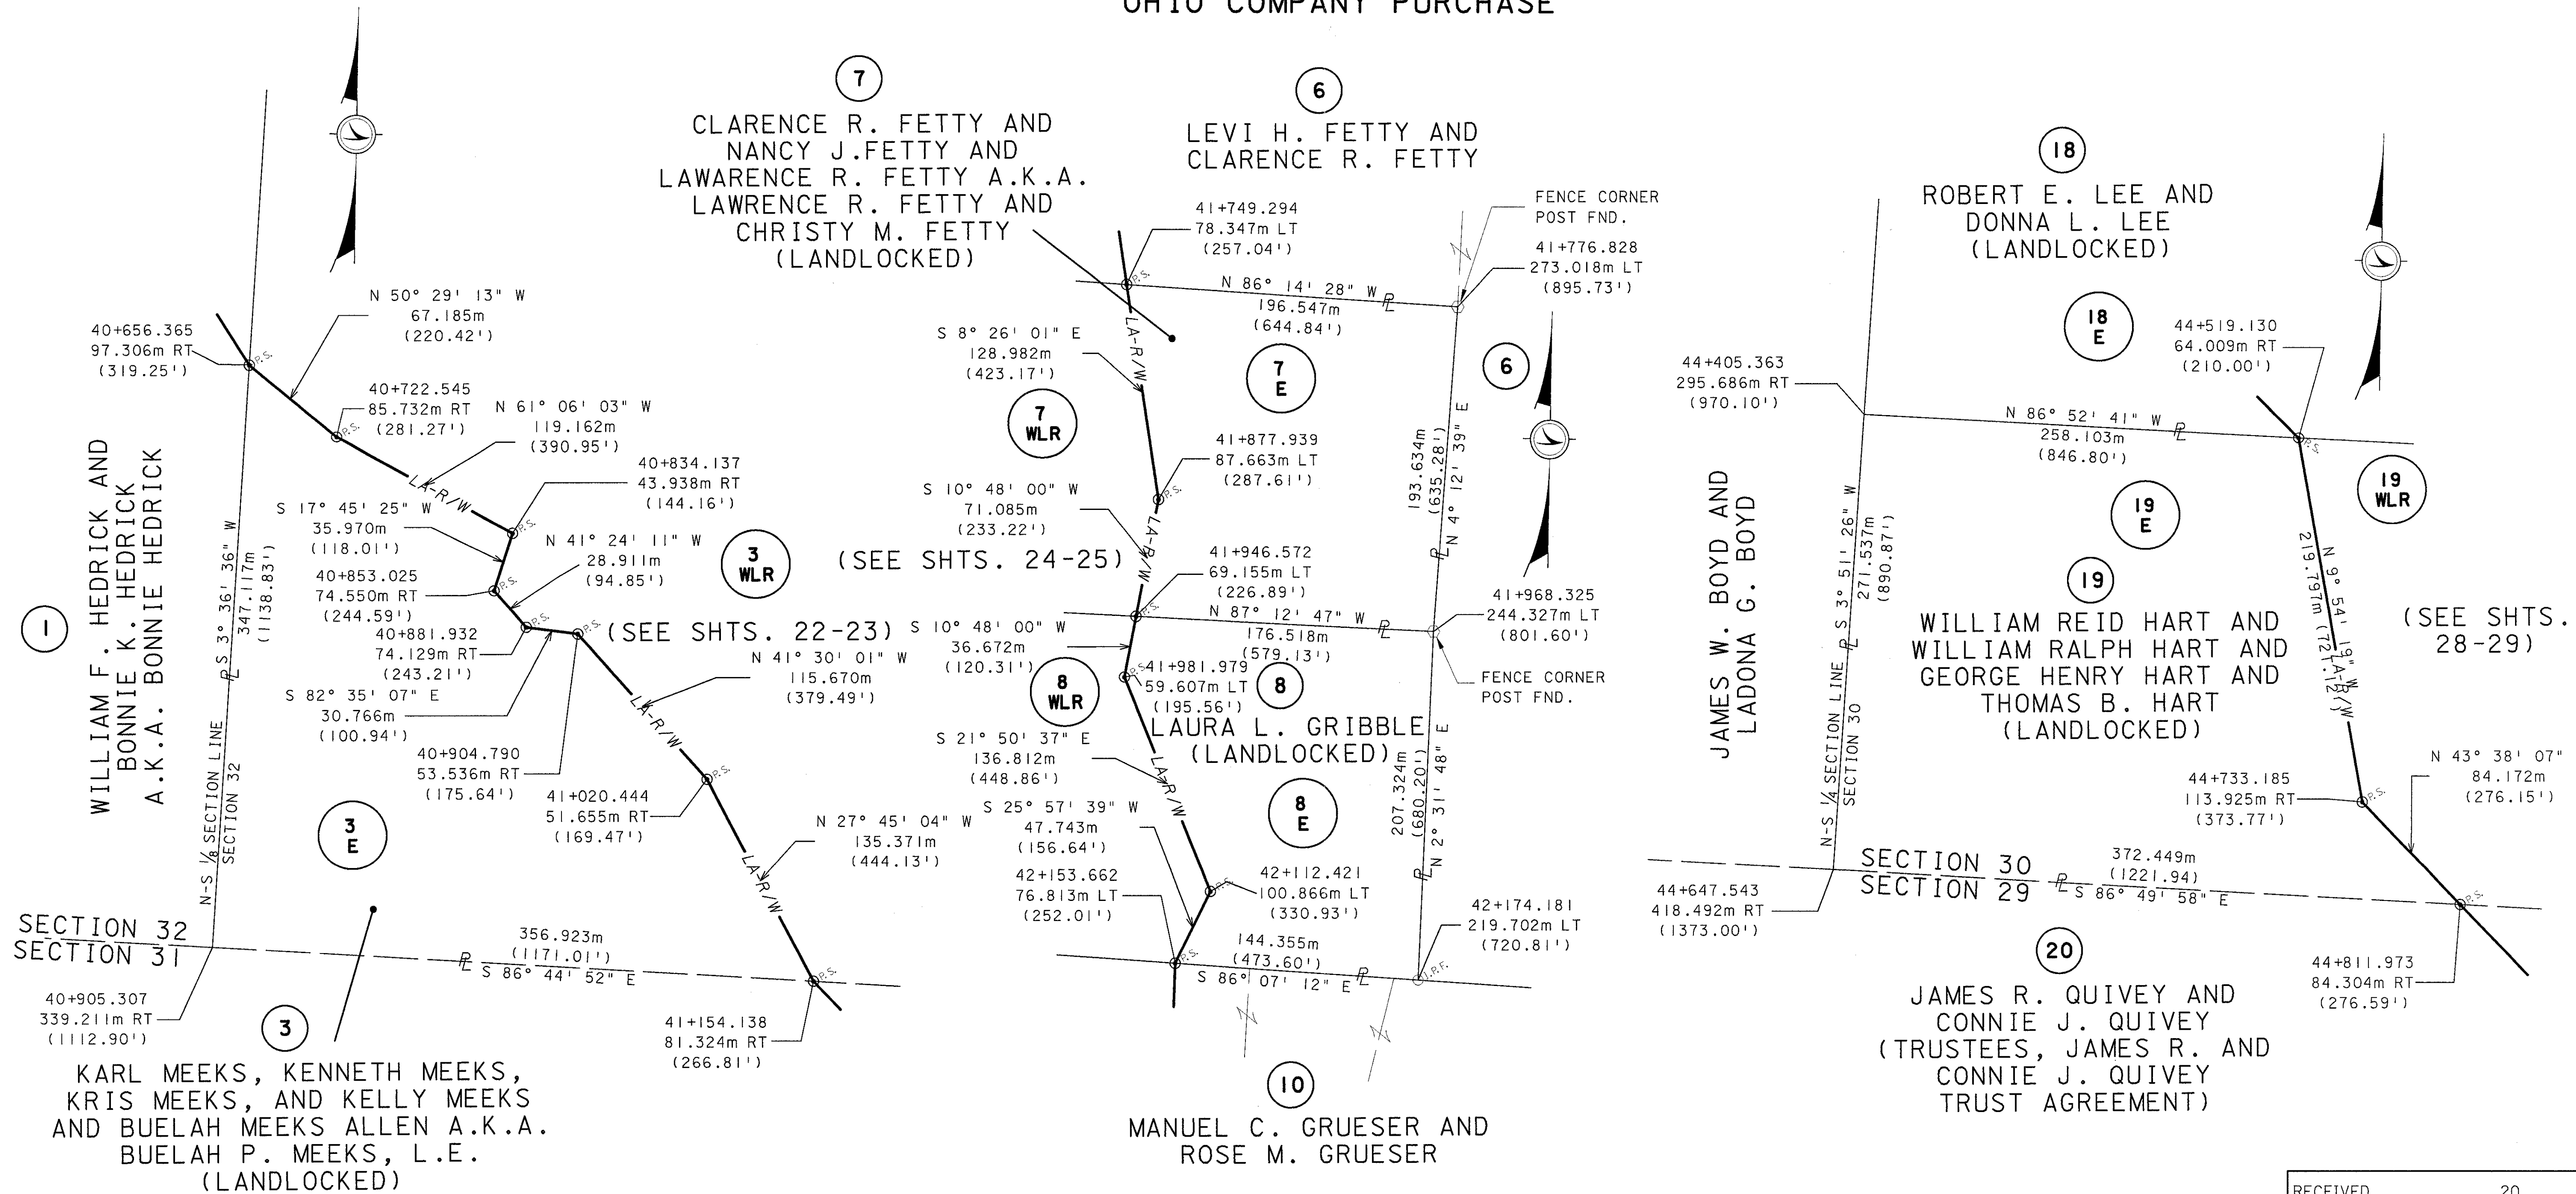 OHIO COMPANY PURCHASE
1
WILLIAM F. HEDRICK AND
BONNIE K. HEDRICK
A.K.A. BONNIE HEDRICK
40+656.365
97.306m RT
(319.25')
N 50° 29' 13" W
67.185m
(220.42')
P.S.
40+722.545
85.732m RT
(281.27')
P.S.
N 61° 06' 03" W
119.162m
(390.95')
LA-R/W
40+834.137
43.938m RT
(144.16')
P.S.
S 17° 45' 25" W
35.970m
(118.01')
N 41° 24' 11" W
28.911m
(94.85')
40+853.025
74.550m RT
(244.59')
P.S.
40+881.932
74.129m RT
(243.21')
P.S.
S 82° 35' 07" E
30.766m
(100.94')
P.S.
40+904.790
53.536m RT
(175.64')
3
WLR
(SEE SHTS. 22-23)
N 41° 30' 01" W
115.670m
(379.49')
LA-R/W
41+020.444
51.655m RT
(169.47')
P.S.
N 27° 45' 04" W
135.371m
(444.13')
LA-R/W
S 3° 36' 36" W
347.117m
(1138.83')
PL
N-S 1/8 SECTION LINE
SECTION 32
3
E
SECTION 32
SECTION 31
356.923m
(1171.01')
PL
S 86° 44' 52" E
P.S.
40+905.307
339.211m RT
(1112.90')
41+154.138
81.324m RT
(266.81')
3
KARL MEEKS, KENNETH MEEKS,
KRIS MEEKS, AND KELLY MEEKS
AND BUELAH MEEKS ALLEN A.K.A.
BUELAH P. MEEKS, L.E.
(LANDLOCKED)
7
CLARENCE R. FETTY AND
NANCY J.FETTY AND
LAWARENCE R. FETTY A.K.A.
LAWRENCE R. FETTY AND
CHRISTY M. FETTY
(LANDLOCKED)
6
LEVI H. FETTY AND
CLARENCE R. FETTY
41+749.294
78.347m LT
(257.04')
P.S.
FENCE CORNER
POST FND.
41+776.828
273.018m LT
(895.73')
N 86° 14' 28" W
PL
196.547m
(644.84')
LA-R/W
S 8° 26' 01" E
128.982m
(423.17')
7
E
6
7
WLR
41+877.939
87.663m LT
(287.61')
P.S.
193.634m
(635.28')
PL N 4° 12' 39" E
S 10° 48' 00" W
71.085m
(233.22')
LA-R/W
(SEE SHTS. 24-25)
41+946.572
69.155m LT
(226.89')
P.S.
N 87° 12' 47" W
PL
176.518m
(579.13')
41+968.325
244.327m LT
(801.60')
FENCE CORNER
POST FND.
S 10° 48' 00" W
36.672m
(120.31')
P.S.
41+981.979
59.607m LT
(195.56')
8
WLR
8
LAURA L. GRIBBLE
(LANDLOCKED)
S 21° 50' 37" E
136.812m
(448.86')
LA-R/W
8
E
207.324m
(680.20')
PL N 2° 31' 48" E
S 25° 57' 39" W
47.743m
(156.64')
42+112.421
100.866m LT
(330.93')
P.S.
42+153.662
76.813m LT
(252.01')
P.S.
144.355m
(473.60')
PL
S 86° 07' 12" E
I.P.F.
42+174.181
219.702m LT
(720.81')
10
MANUEL C. GRUESER AND
ROSE M. GRUESER
18
ROBERT E. LEE AND
DONNA L. LEE
(LANDLOCKED)
18
E
44+519.130
64.009m RT
(210.00')
P.S.
44+405.363
295.686m RT
(970.10')
N 86° 52' 41" W
PL
258.103m
(846.80')
19
WLR
19
E
JAMES W. BOYD AND
LADONA G. BOYD
S 3° 51' 26" W
271.537m
(890.87')
PL
N-S 1/4 SECTION LINE
SECTION 30
19
WILLIAM REID HART AND
WILLIAM RALPH HART AND
GEORGE HENRY HART AND
THOMAS B. HART
(LANDLOCKED)
N 9° 54' 19" W
219.797m (721.12')
LA-R/W
(SEE SHTS.
28-29)
44+733.185
113.925m RT
(373.77')
P.S.
N 43° 38' 07"
84.172m
(276.15')
SECTION 30
SECTION 29
372.449m
(1221.94)
PL
S 86° 49' 58" E
P.S.
44+647.543
418.492m RT
(1373.00')
44+811.973
84.304m RT
(276.59')
20
JAMES R. QUIVEY AND
CONNIE J. QUIVEY
(TRUSTEES, JAMES R. AND
CONNIE J. QUIVEY
TRUST AGREEMENT)
RECEIVED 20